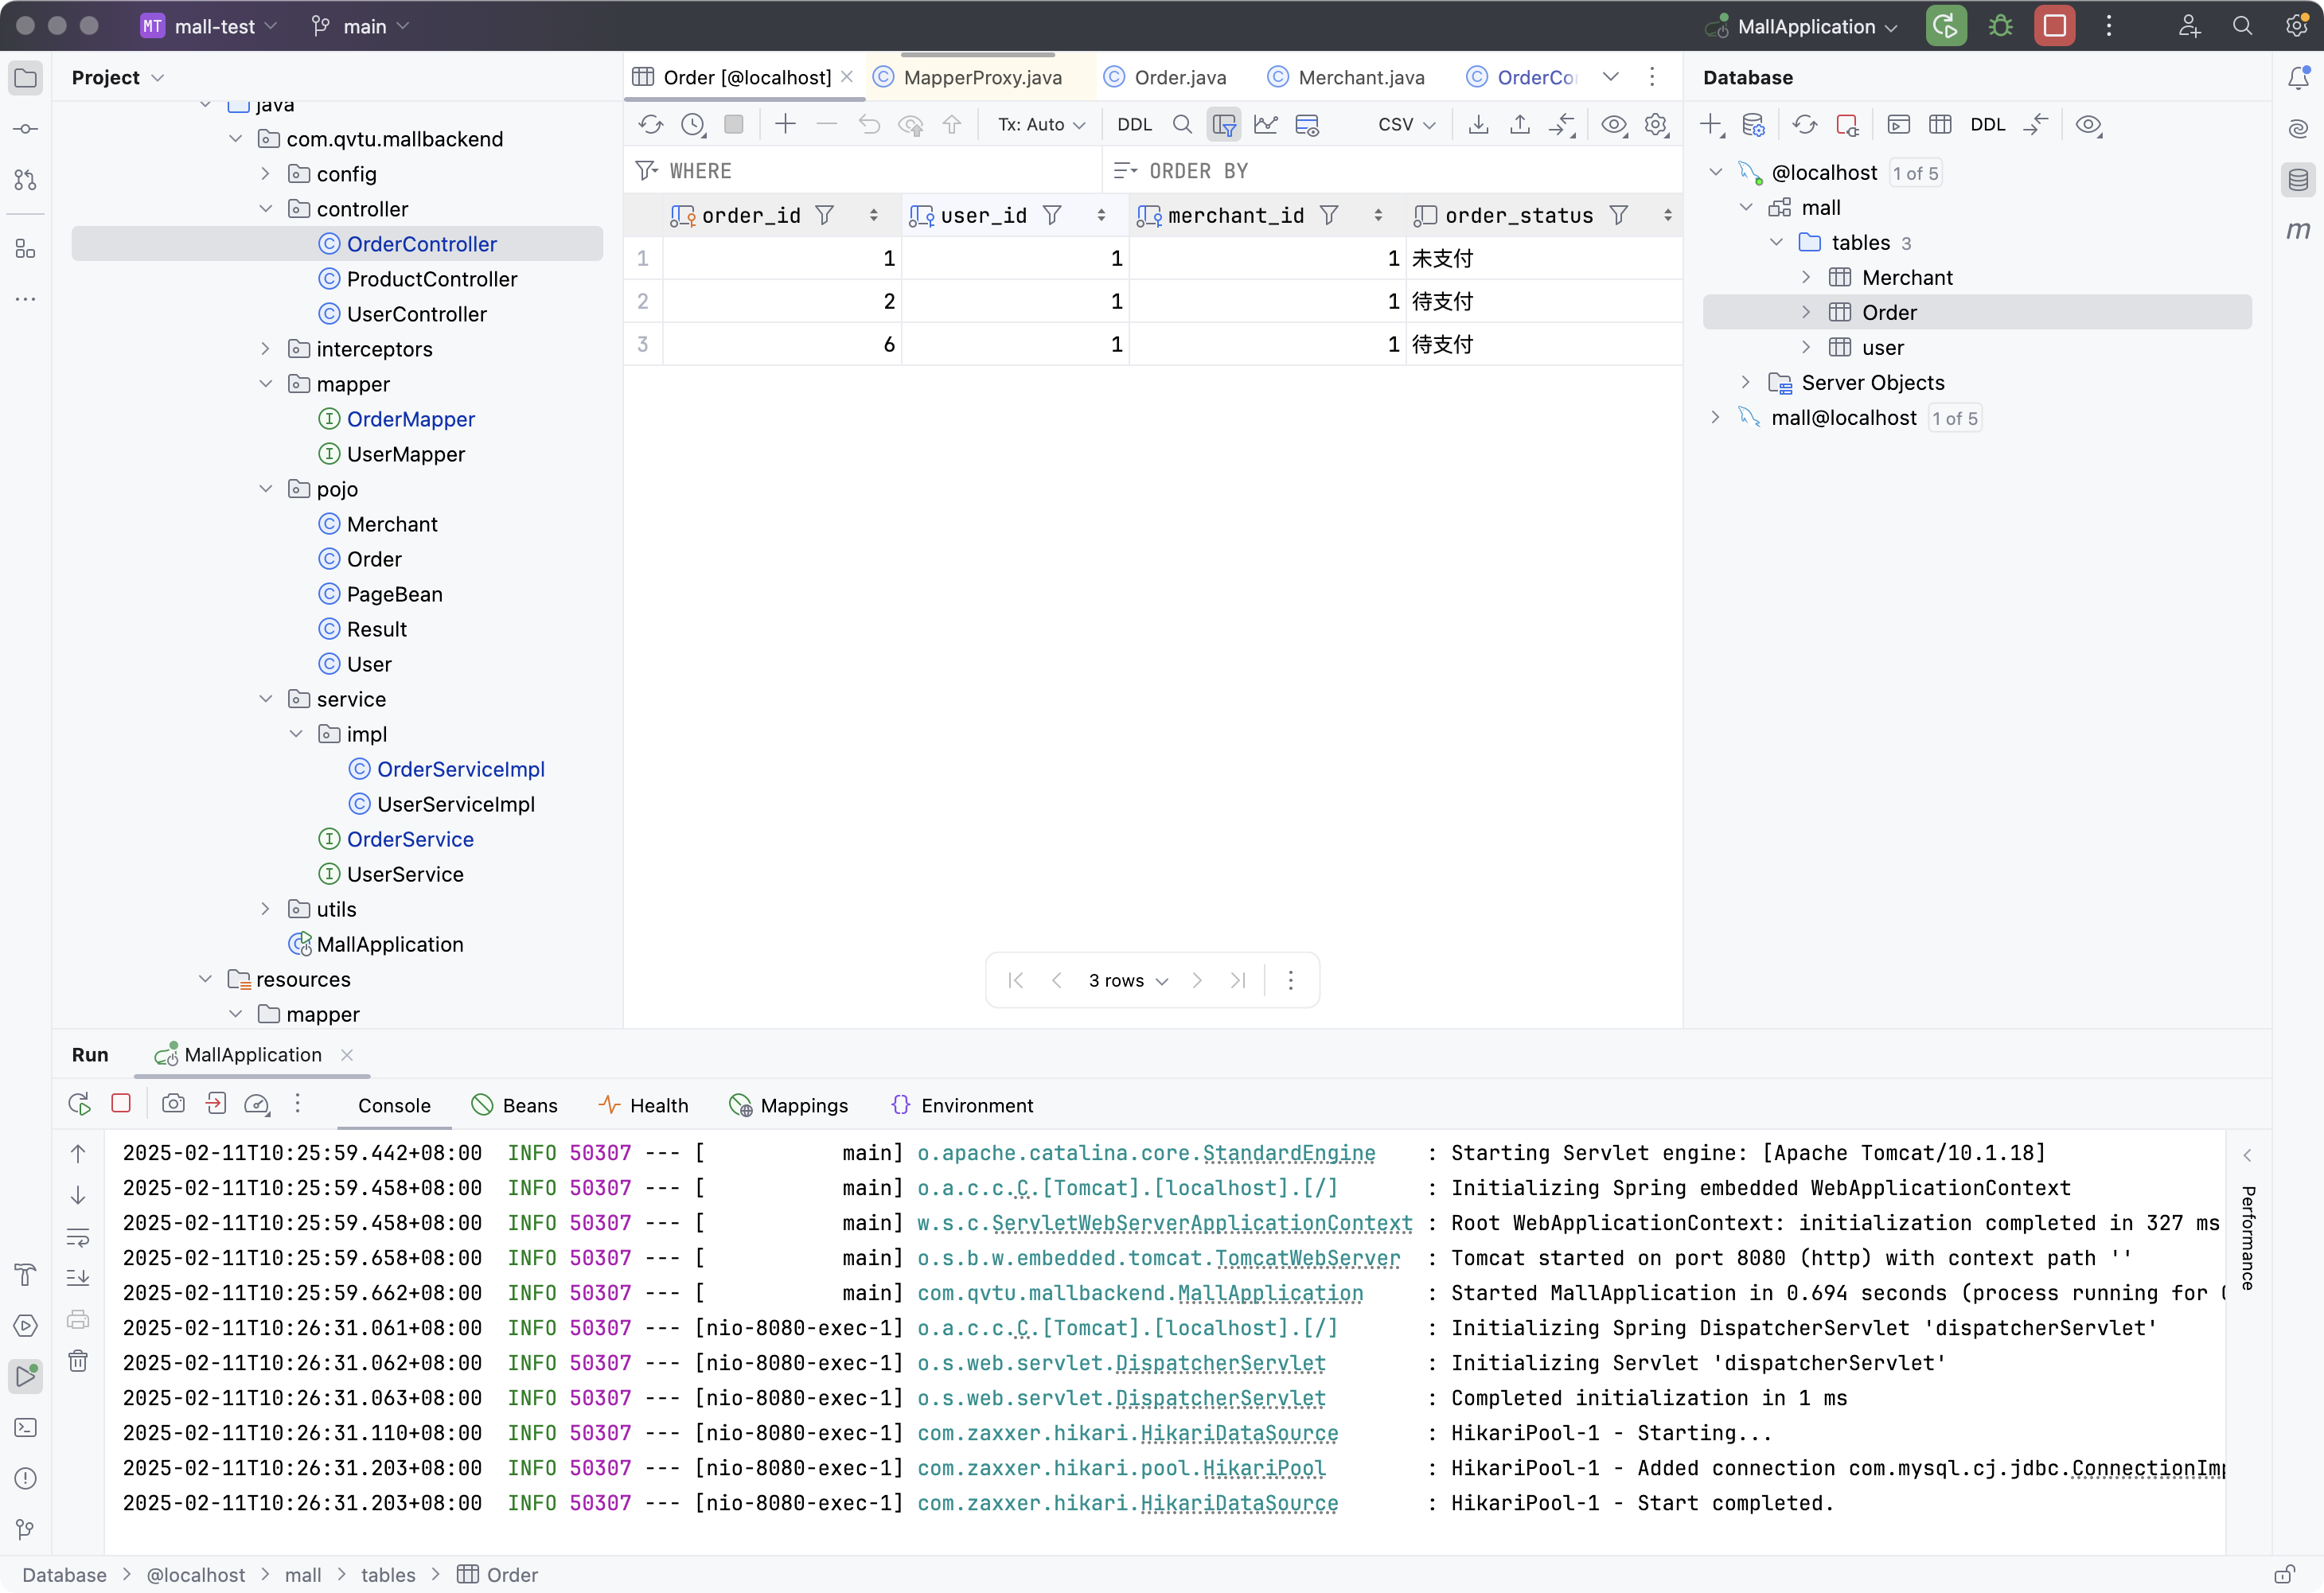 MT mall-test main MallApplication
Project
java
com.qvtu.mallbackend
config
controller
OrderController
ProductController
UserController
interceptors
mapper
OrderMapper
UserMapper
pojo
Merchant
Order
PageBean
Result
User
service
impl
OrderServiceImpl
UserServiceImpl
OrderService
UserService
utils
MallApplication
resources
mapper
Order [@localhost] MapperProxy.java Order.java Merchant.java OrderCo
Tx: Auto DDL CSV
WHERE ORDER BY
order_id user_id merchant_id order_status
1 1 1 1 未支付
2 2 1 1 待支付
3 6 1 1 待支付
3 rows
Database
DDL
@localhost 1 of 5
mall
tables 3
Merchant
Order
user
Server Objects
mall@localhost 1 of 5
m
Run MallApplication
Console Beans Health Mappings Environment
2025-02-11T10:25:59.442+08:00 INFO 50307 --- [ main] o.apache.catalina.core.StandardEngine : Starting Servlet engine: [Apache Tomcat/10.1.18]
2025-02-11T10:25:59.458+08:00 INFO 50307 --- [ main] o.a.c.c.C.[Tomcat].[localhost].[/] : Initializing Spring embedded WebApplicationContext
2025-02-11T10:25:59.458+08:00 INFO 50307 --- [ main] w.s.c.ServletWebServerApplicationContext : Root WebApplicationContext: initialization completed in 327 ms
2025-02-11T10:25:59.658+08:00 INFO 50307 --- [ main] o.s.b.w.embedded.tomcat.TomcatWebServer : Tomcat started on port 8080 (http) with context path ''
2025-02-11T10:25:59.662+08:00 INFO 50307 --- [ main] com.qvtu.mallbackend.MallApplication : Started MallApplication in 0.694 seconds (process running for
2025-02-11T10:26:31.061+08:00 INFO 50307 --- [nio-8080-exec-1] o.a.c.c.C.[Tomcat].[localhost].[/] : Initializing Spring DispatcherServlet 'dispatcherServlet'
2025-02-11T10:26:31.062+08:00 INFO 50307 --- [nio-8080-exec-1] o.s.web.servlet.DispatcherServlet : Initializing Servlet 'dispatcherServlet'
2025-02-11T10:26:31.063+08:00 INFO 50307 --- [nio-8080-exec-1] o.s.web.servlet.DispatcherServlet : Completed initialization in 1 ms
2025-02-11T10:26:31.110+08:00 INFO 50307 --- [nio-8080-exec-1] com.zaxxer.hikari.HikariDataSource : HikariPool-1 - Starting...
2025-02-11T10:26:31.203+08:00 INFO 50307 --- [nio-8080-exec-1] com.zaxxer.hikari.pool.HikariPool : HikariPool-1 - Added connection com.mysql.cj.jdbc.ConnectionImp
2025-02-11T10:26:31.203+08:00 INFO 50307 --- [nio-8080-exec-1] com.zaxxer.hikari.HikariDataSource : HikariPool-1 - Start completed.
Performance
Database > @localhost > mall > tables > Order